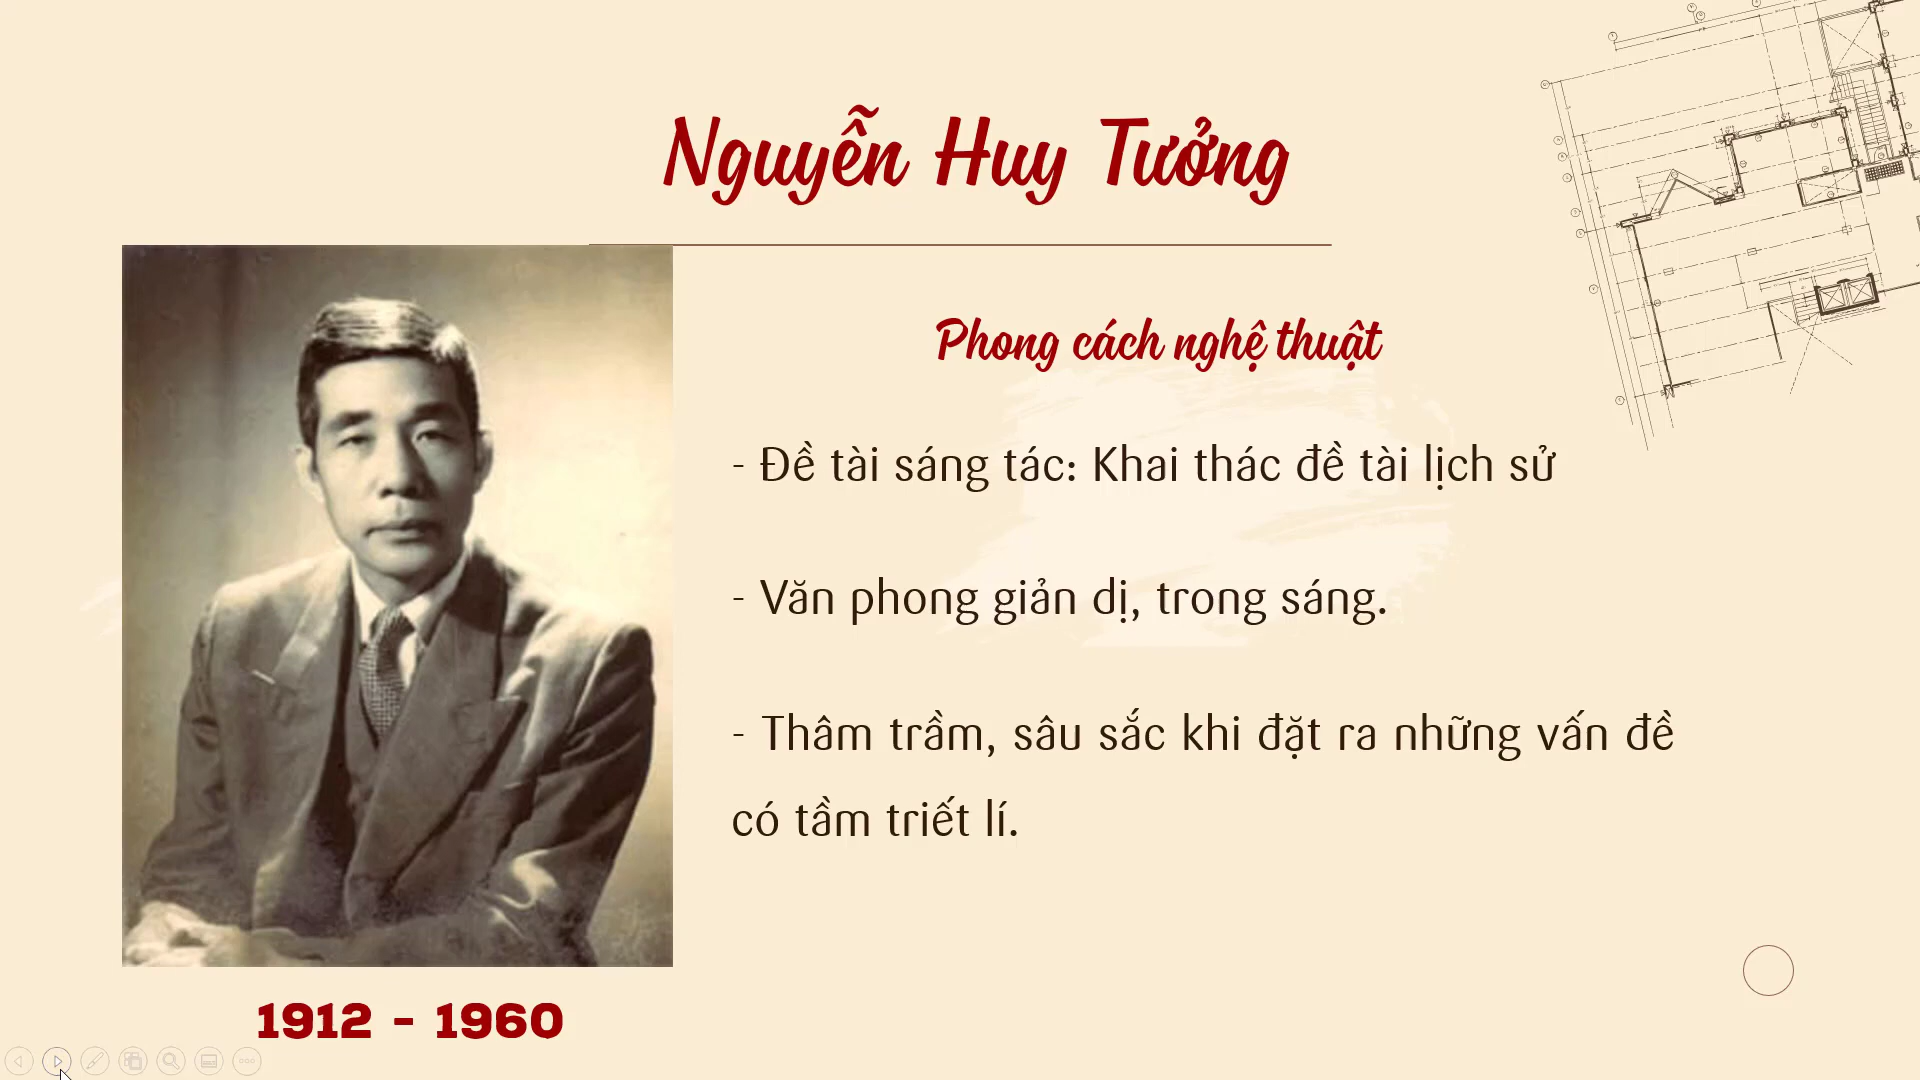 Nguyễn Huy Tưởng
Phong cách nghệ thuật
- Đề tài sáng tác: Khai thác đề tài lịch sử
- Văn phong giản dị, trong sáng.
- Thâm trầm, sâu sắc khi đặt ra những vấn đề
có tầm triết lí.
1912 - 1960